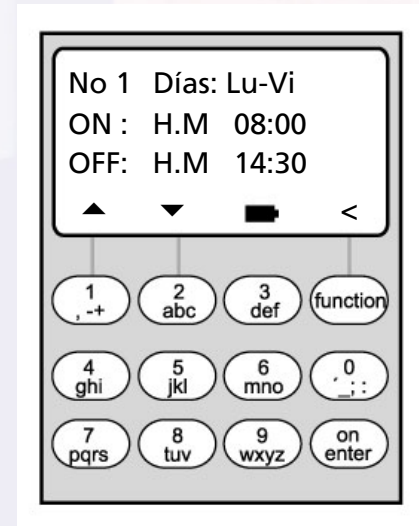 No 1 Días: Lu-Vi
ON : H.M 08:00
OFF: H.M 14:30
<
1 2 3 function
, -+ abc def
4 5 6 0
ghi jkl mno ´_; :
7 8 9 on
pqrs tuv wxyz enter